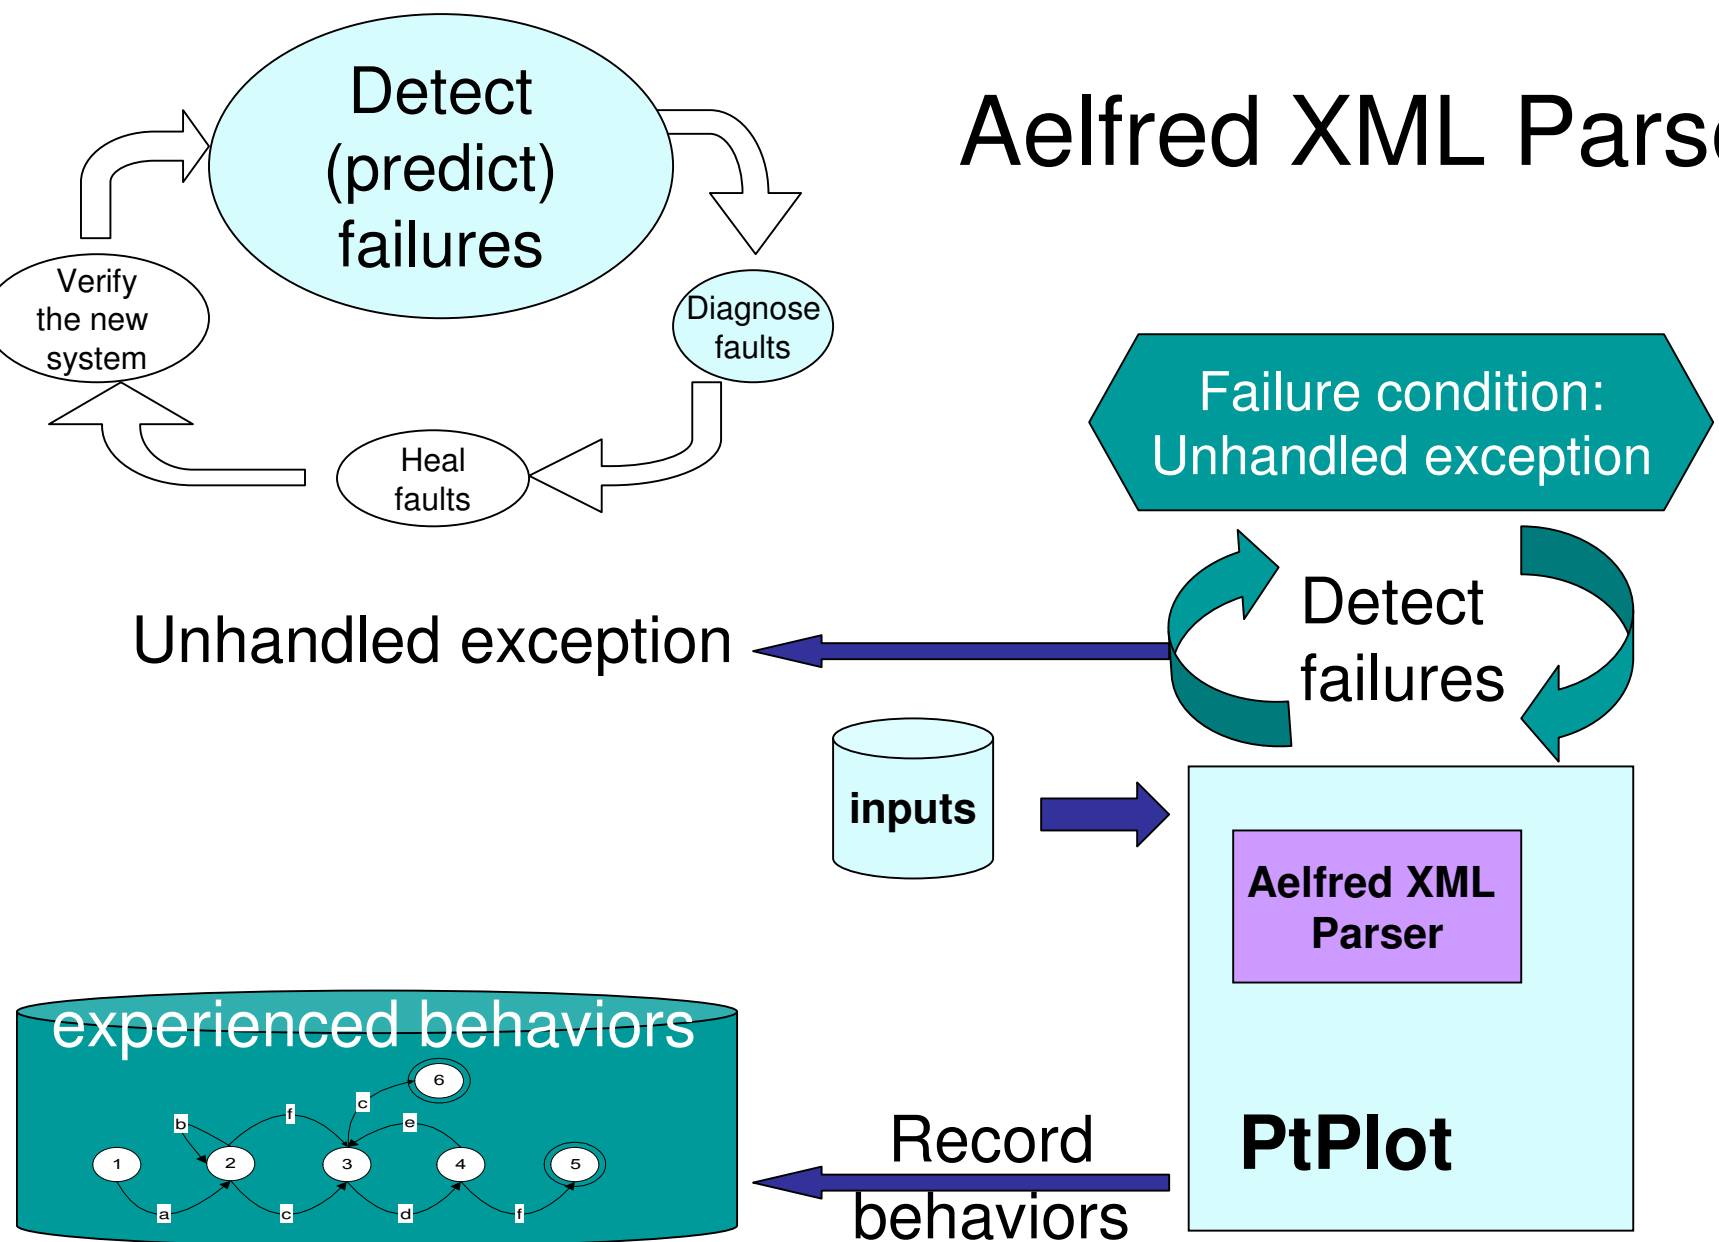 Detect
(predict)
failures
Aelfred XML Parse
Verify
the new
system
Diagnose
faults
Heal
faults
Failure condition:
Unhandled exception
Unhandled exception
Detect
failures
inputs
Aelfred XML
Parser
PtPlot
experienced behaviors
6
c
f
e
b
1
2
3
4
5
a
c
d
f
Record
behaviors